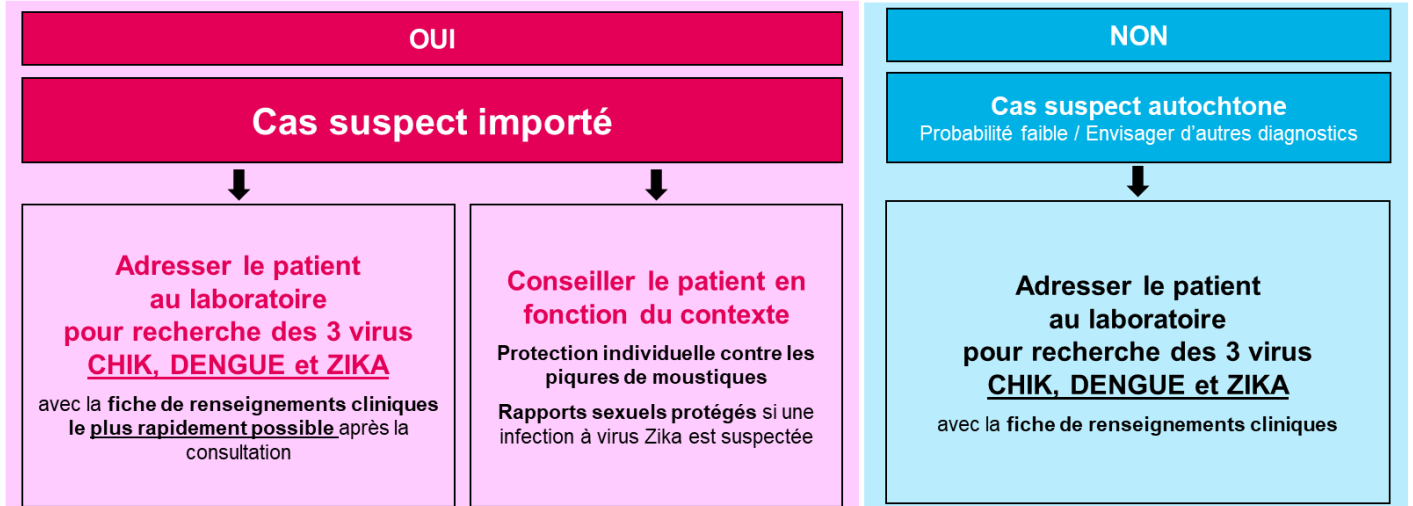 OUI
Cas suspect importé
Adresser le patient
au laboratoire
pour recherche des 3 virus
CHIK, DENGUE et ZIKA
avec la fiche de renseignements cliniques
le plus rapidement possible après la
consultation
Conseiller le patient en
fonction du contexte
Protection individuelle contre les
piqures de moustiques
Rapports sexuels protégés si une
infection à virus Zika est suspectée
NON
Cas suspect autochtone
Probabilité faible / Envisager d'autres diagnostics
Adresser le patient
au laboratoire
pour recherche des 3 virus
CHIK, DENGUE et ZIKA
avec la fiche de renseignements cliniques